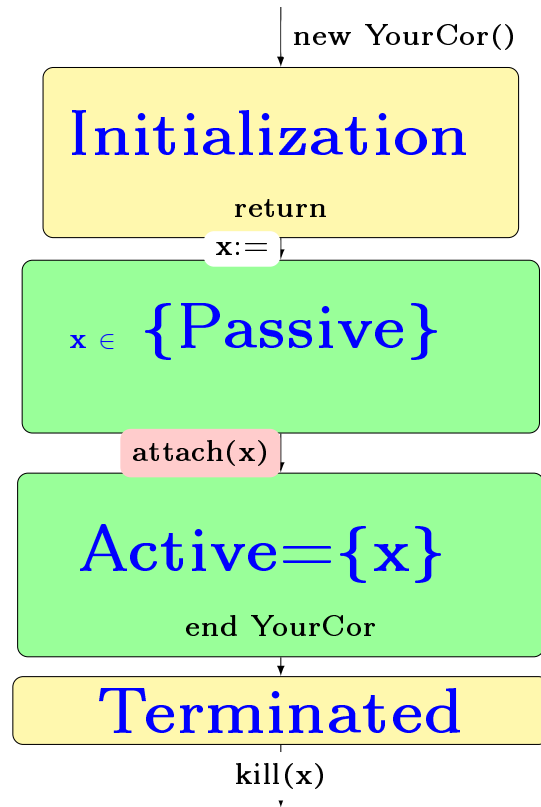 new YourCor()
Initialization
return
x:=
x ∈ {Passive}
attach(x)
Active={x}
end YourCor
Terminated
kill(x)